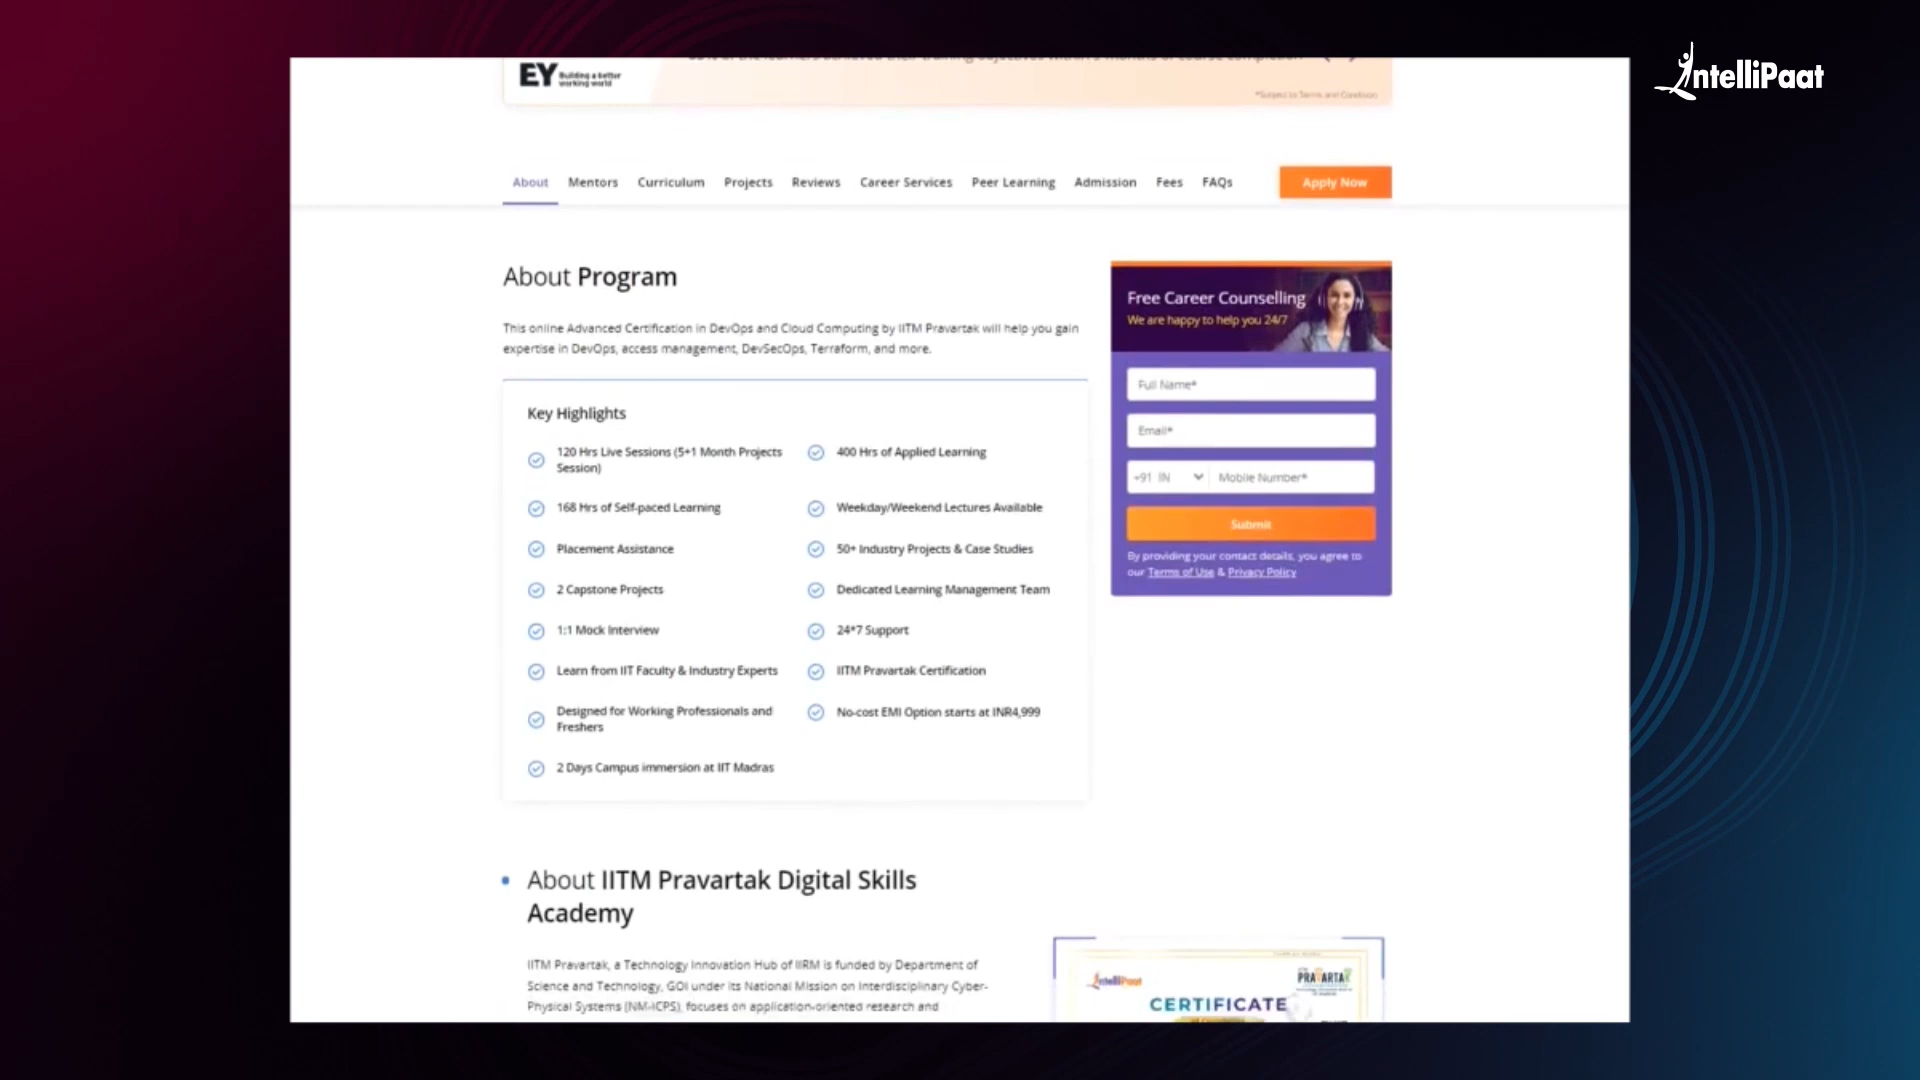 IntelliPaat
EY Building a better
working world
*Subject to Terms and Condition
About Mentors Curriculum Projects Reviews Career Services Peer Learning Admission Fees FAQs Apply Now
About Program
This online Advanced Certification in DevOps and Cloud Computing by IITM Pravartak will help you gain
expertise in DevOps, access management, DevSecOps, Terraform, and more.
Key Highlights
120 Hrs Live Sessions (5+1 Month Projects
Session)
400 Hrs of Applied Learning
168 Hrs of Self-paced Learning
Weekday/Weekend Lectures Available
Placement Assistance
50+ Industry Projects & Case Studies
2 Capstone Projects
Dedicated Learning Management Team
1:1 Mock Interview
24*7 Support
Learn from IIT Faculty & Industry Experts
IITM Pravartak Certification
Designed for Working Professionals and
Freshers
No-cost EMI Option starts at INR4,999
2 Days Campus immersion at IIT Madras
Free Career Counselling
We are happy to help you 24/7
Full Name*
Email*
+91 IN Mobile Number*
Submit
By providing your contact details, you agree to
our Terms of Use & Privacy Policy
About IITM Pravartak Digital Skills
Academy
IITM Pravartak, a Technology Innovation Hub of IIRM is funded by Department of
Science and Technology, GOI under its National Mission on Interdisciplinary Cyber-
Physical Systems (NM-ICPS), focuses on application-oriented research and
IntelliPaat
PRAVARTAK
CERTIFICATE